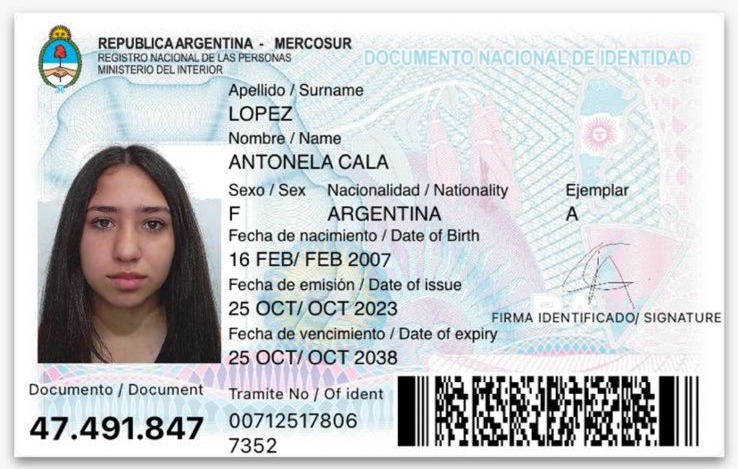 REPUBLICA ARGENTINA - MERCOSUR
REGISTRO NACIONAL DE LAS PERSONAS
MINISTERIO DEL INTERIOR
DOCUMENTO NACIONAL DE IDENTIDAD
Apellido / Surname
LOPEZ
Nombre / Name
ANTONELA CALA
Sexo / Sex Nacionalidad / Nationality Ejemplar
F ARGENTINA A
Fecha de nacimiento / Date of Birth
16 FEB/ FEB 2007
Fecha de emisión / Date of issue
25 OCT/ OCT 2023
FIRMA IDENTIFICADO/ SIGNATURE
Fecha de vencimiento / Date of expiry
25 OCT/ OCT 2038
Documento / Document
47.491.847
Tramite No / Of ident
00712517806
7352